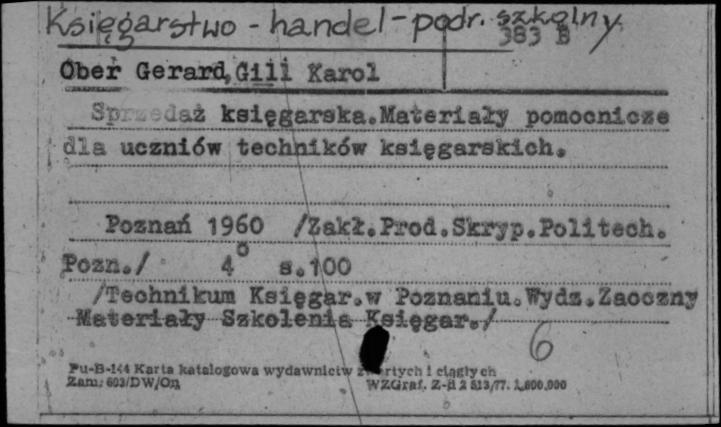 Księgarstwo - handel - podr. szkolny
383 B
Ober Gerard, Gili Karol
Sprzedaż księgarska. Materiały pomocnicze
dla uczniów techników księgarskich.
Poznań 1960 /Zakł. Prod. Skryp. Politech.
Pozn./ 4° s. 100
/Technikum Księgar. w Poznaniu. Wydz. Zaoczny
Materiały Szkolenia Księgar./
6
Pu-B-144 Karta katalogowa wydawnictw zwartych i ciągłych
Zam. 603/DW/On WZGraf. Z-d 2 813/77. 1.600.000